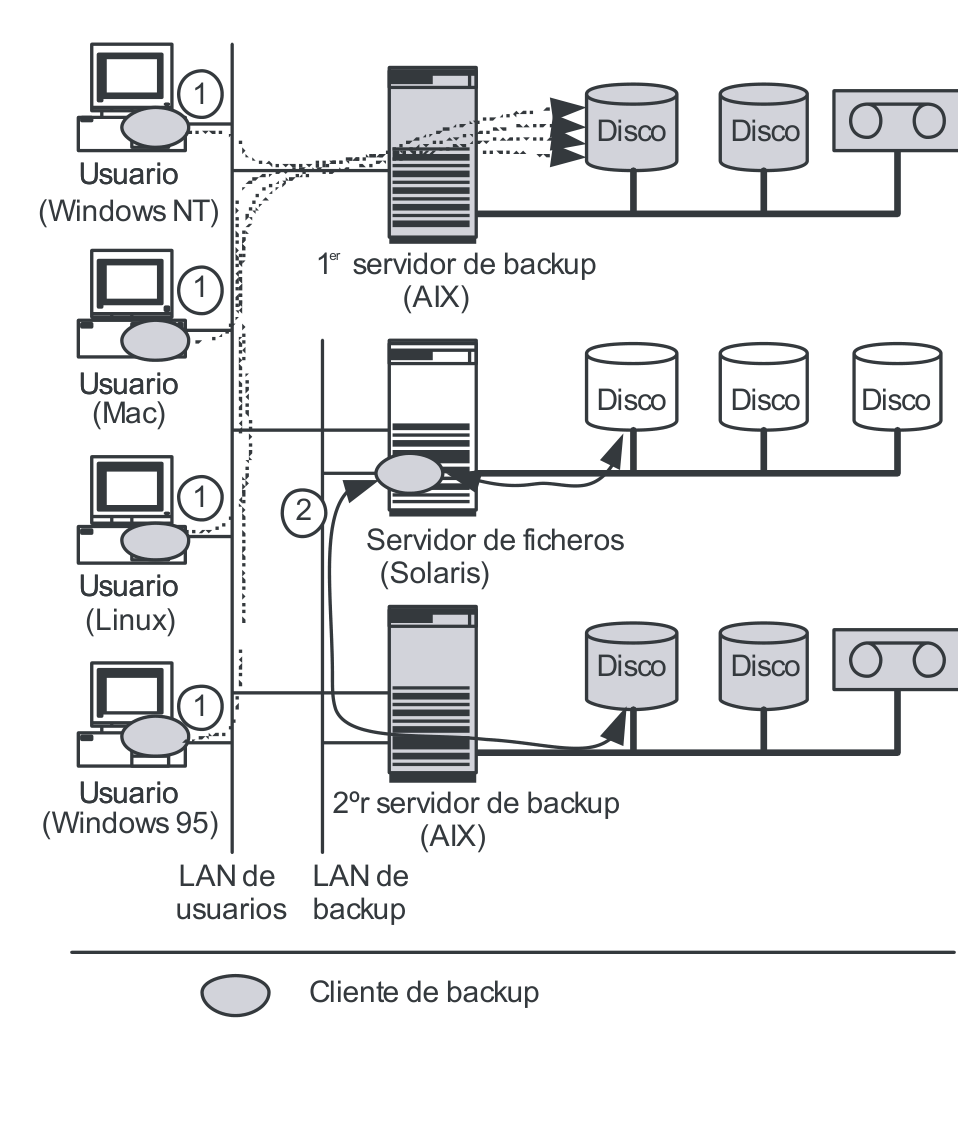 1
Disco
Disco
Usuario
(Windows NT)
1er servidor de backup
(AIX)
1
Usuario
(Mac)
Disco
Disco
Disco
1
2
Servidor de ficheros
(Solaris)
Usuario
(Linux)
Disco
Disco
1
Usuario
(Windows 95)
2ºr servidor de backup
(AIX)
LAN de
usuarios
LAN de
backup
Cliente de backup